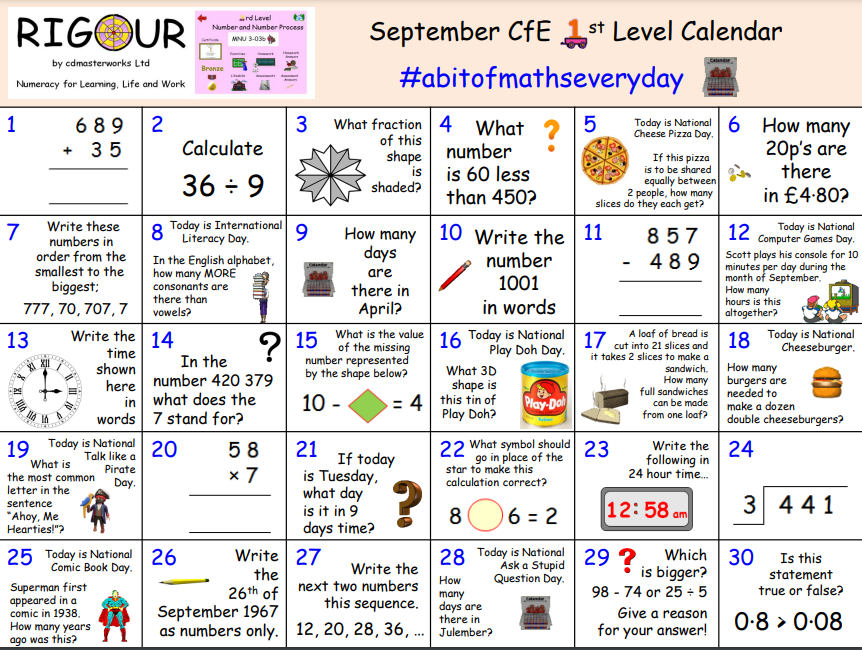 RIGOUR
by cdmasterworks Ltd
Numeracy for Learning, Life and Work
rd Level
Number and Number Process
MNU 3-03b
Bronze
September CfE 1st Level Calendar
#abitofmathseveryday
Calendar
1
689
+ 35
2
Calculate
36 ÷ 9
3
What fraction
of this
shape
is
shaded?
4
What
number
is 60 less
than 450?
?
5
Today is National
Cheese Pizza Day.
If this pizza
is to be shared
equally between
2 people, how many
slices do they each get?
6
How many
20p's are
there
in £4·80?
7
Write these
numbers in
order from the
smallest to the
biggest;
777, 70, 707, 7
8
Today is International
Literacy Day.
In the English alphabet,
how many MORE
consonants are
there than
vowels?
9
Calendar
How many
days
are
there in
April?
10
Write the
number
1001
in words
11
857
- 489
12
Today is National
Computer Games Day.
Scott plays his console for 10
minutes per day during the
month of September.
How many
hours is this
altogether?
13
Write the
time
shown
here
in
words
14
?
In the
number 420 379
what does the
7 stand for?
15
What is the value
of the missing
number represented
by the shape below?
10 - = 4
16
Today is National
Play Doh Day.
What 3D
shape is
this tin of
Play Doh?
Play-Doh
17
A loaf of bread is
cut into 21 slices and
it takes 2 slices to make a
sandwich.
How many
full sandwiches
can be made
from one loaf?
18
Today is National
Cheeseburger.
How many
burgers are
needed to
make a dozen
double cheeseburgers?
19
Today is National
Talk like a
Pirate
Day.
What is
the most common
letter in the
sentence
"Ahoy, Me
Hearties!"?
20
58
× 7
21
If today
is Tuesday,
what day
is it in 9
days time?
?
22
What symbol should
go in place of the
star to make this
calculation correct?
8 6 = 2
23
Write the
following in
24 hour time…
12:58 am
24
3 441
25
Today is National
Comic Book Day.
Superman first
appeared in a
comic in 1938.
How many years
ago was this?
26
Write
the
26th of
September 1967
as numbers only.
27
Write the
next two numbers
this sequence.
12, 20, 28, 36, …
28
Today is National
Ask a Stupid
Question Day.
How
many
days are
there in
Julember?
Calendar
29
?
Which
is bigger?
98 - 74 or 25 ÷ 5
Give a reason
for your answer!
30
Is this
statement
true or false?
0·8 > 0·08